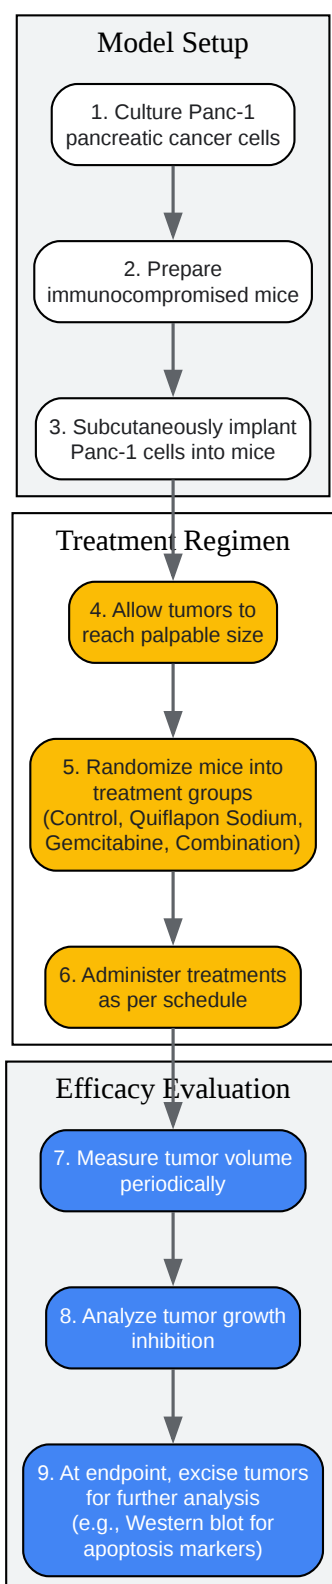 Model Setup
1. Culture Panc-1
pancreatic cancer cells
2. Prepare
immunocompromised mice
3. Subcutaneously implant
Panc-1 cells into mice
Treatment Regimen
4. Allow tumors to
reach palpable size
5. Randomize mice into
treatment groups
(Control, Quiflapon Sodium,
Gemcitabine, Combination)
6. Administer treatments
as per schedule
Efficacy Evaluation
7. Measure tumor volume
periodically
8. Analyze tumor growth
inhibition
9. At endpoint, excise tumors
for further analysis
(e.g., Western blot for
apoptosis markers)